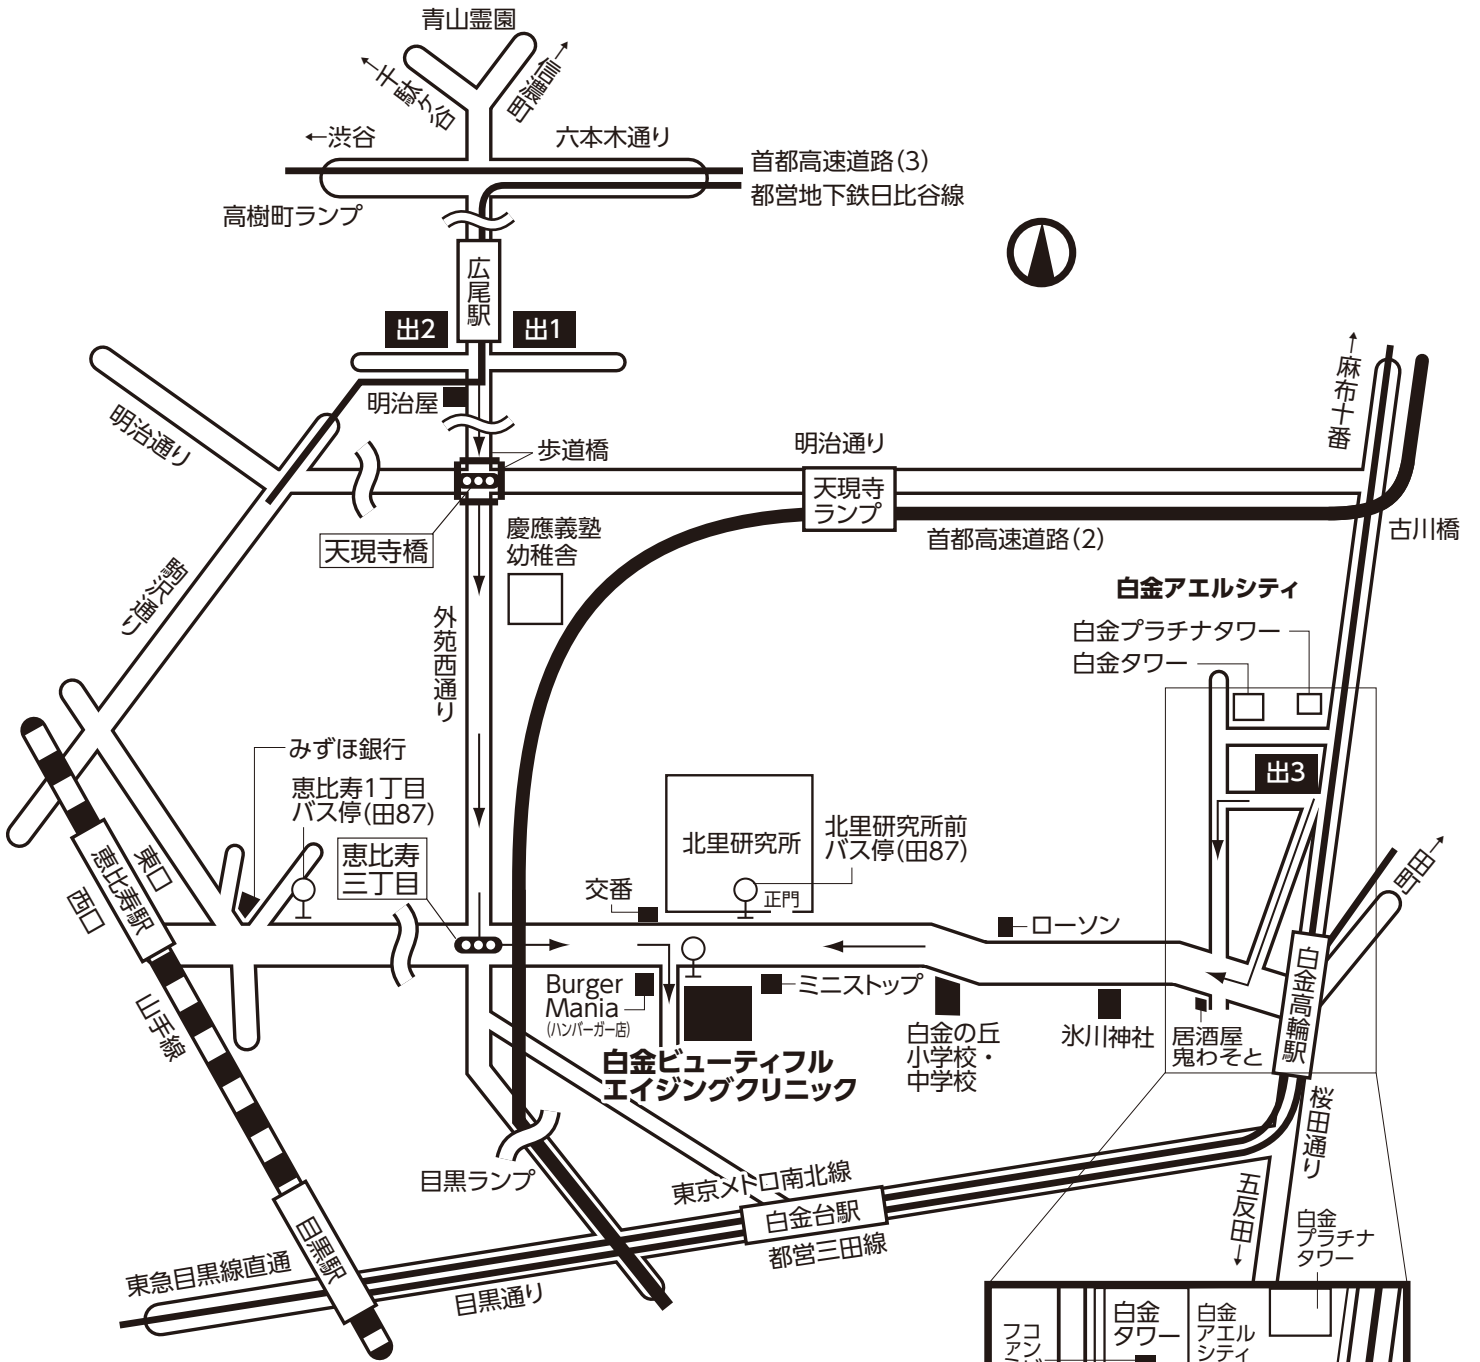 青山霊園
←千駄ケ谷
信濃町→
←渋谷
六本木通り
首都高速道路(3)
都営地下鉄日比谷線
高樹町ランプ
広尾駅
出2
出1
明治屋
明治通り
歩道橋
明治通り
天現寺
ランプ
←麻布十番
天現寺橋
慶應義塾
幼稚舎
首都高速道路(2)
古川橋
駒沢通り
外苑西通り
白金アエルシティ
白金プラチナタワー
白金タワー
出3
みずほ銀行
恵比寿1丁目
バス停(田87)
恵比寿
三丁目
北里研究所
北里研究所前
バス停(田87)
正門
交番
田町→
東口
恵比寿駅
西口
ローソン
Burger
Mania
(ハンバーガー店)
ミニストップ
白金の丘
小学校・
中学校
氷川神社
居酒屋
鬼わそと
白金高輪駅
山手線
白金ビューティフル
エイジングクリニック
桜田通り
目黒ランプ
東京メトロ南北線
白金台駅
都営三田線
五反田→
目黒駅
東急目黒線直通
目黒通り
白金
プラチナ
タワー
白金
タワー
白金
アエル
シティ
コ
ファン